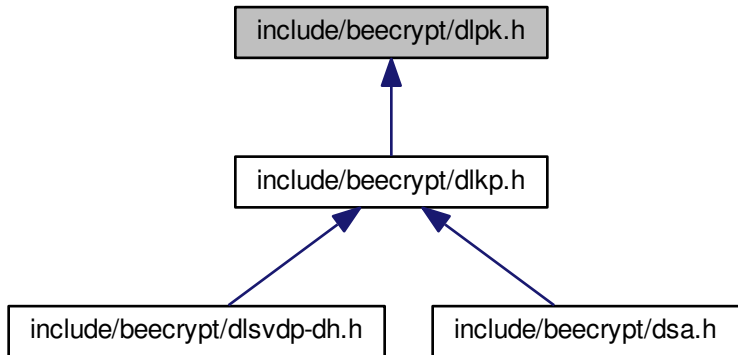 include/beecrypt/dlpk.h
include/beecrypt/dlkp.h
include/beecrypt/dlsvdp-dh.h
include/beecrypt/dsa.h